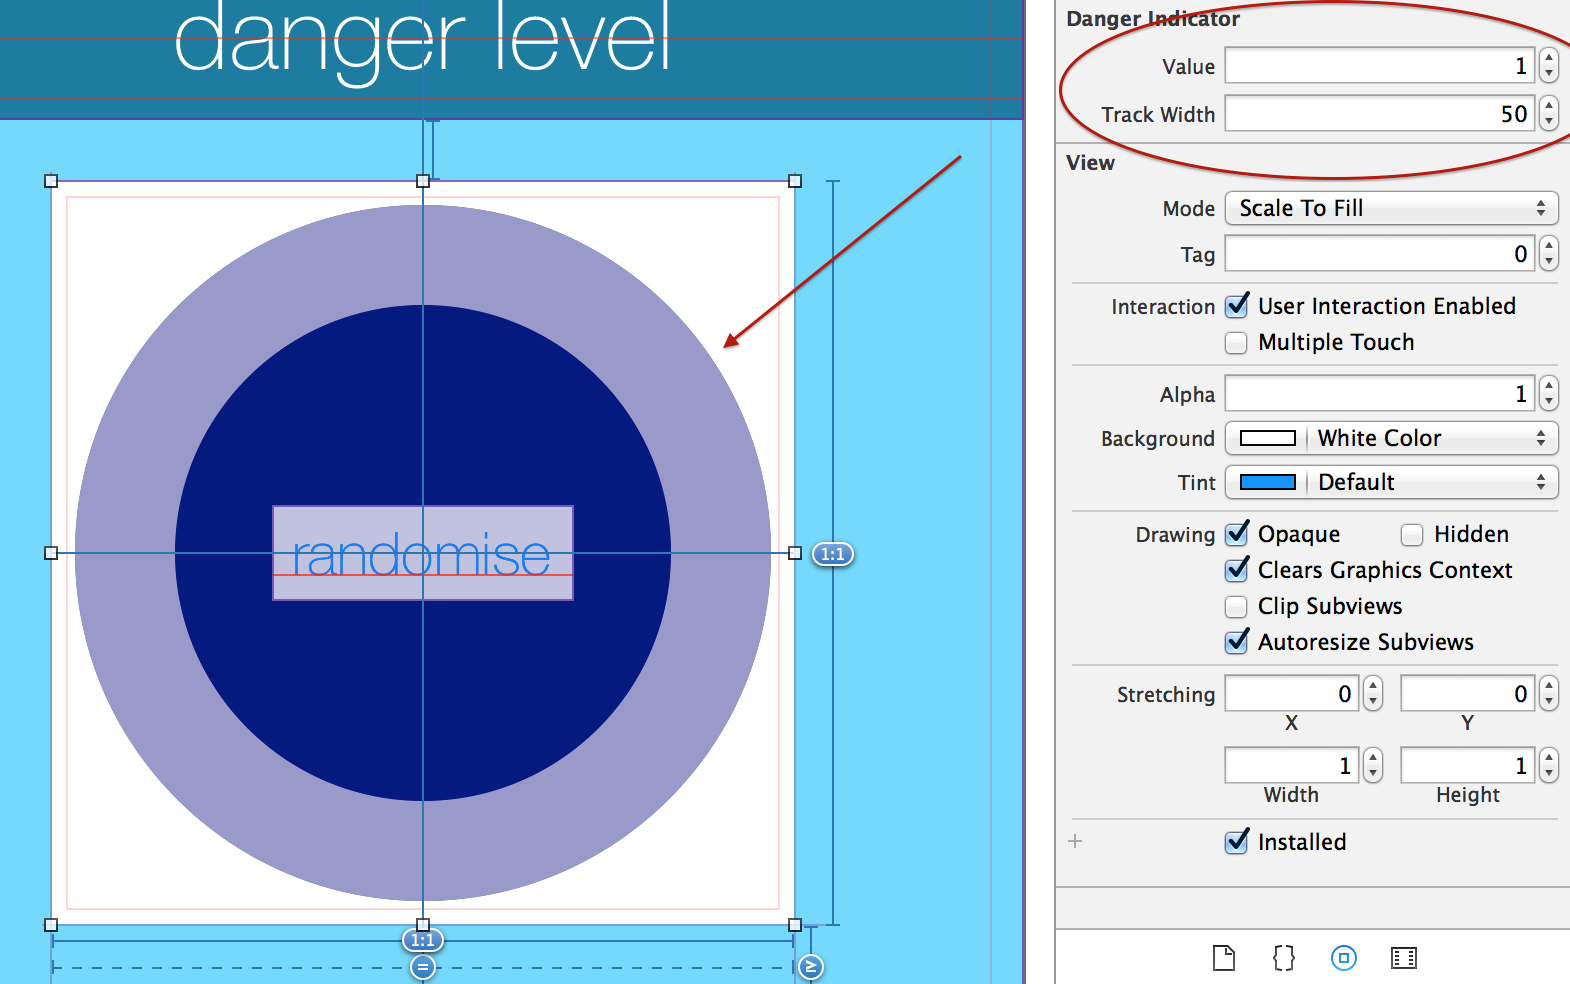 danger level
randomise
1:1
1:1
=
≥
Danger Indicator
Value 1
Track Width 50
View
Mode Scale To Fill
Tag 0
Interaction User Interaction Enabled
Multiple Touch
Alpha 1
Background White Color
Tint Default
Drawing Opaque Hidden
Clears Graphics Context
Clip Subviews
Autoresize Subviews
Stretching 0 0
X Y
1 1
Width Height
+ Installed
{}